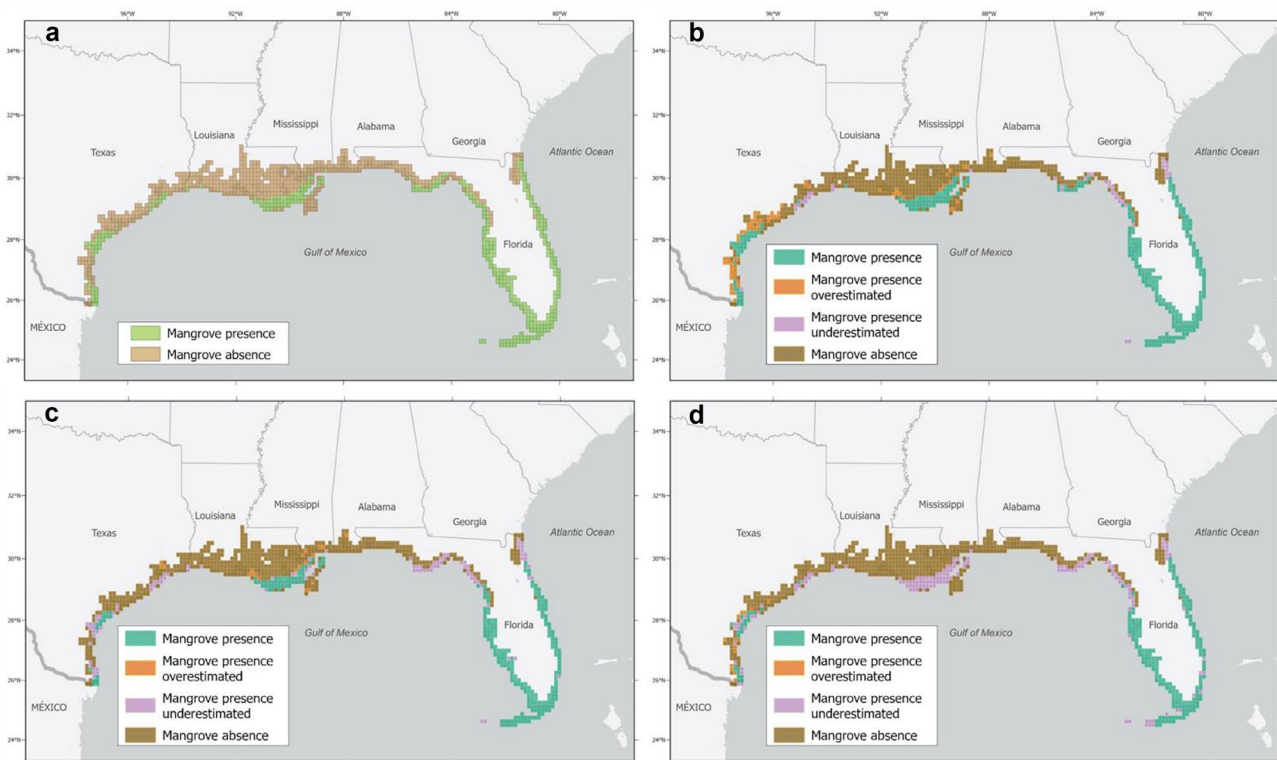 a
96°W 92°W 88°W 84°W 80°W
34°N
32°N
30°N
28°N
26°N
24°N
Texas
Louisiana
Mississippi
Alabama
Georgia
Florida
Atlantic Ocean
Gulf of Mexico
MÉXICO
Mangrove presence
Mangrove absence
b
96°W 92°W 88°W 84°W 80°W
34°N
32°N
30°N
28°N
26°N
24°N
Texas
Louisiana
Mississippi
Alabama
Georgia
Florida
Atlantic Ocean
Gulf of Mexico
MÉXICO
Mangrove presence
Mangrove presence
overestimated
Mangrove presence
underestimated
Mangrove absence
c
34°N
32°N
30°N
28°N
26°N
24°N
Texas
Louisiana
Mississippi
Alabama
Georgia
Florida
Atlantic Ocean
Gulf of Mexico
MÉXICO
Mangrove presence
Mangrove presence
overestimated
Mangrove presence
underestimated
Mangrove absence
d
34°N
32°N
30°N
28°N
26°N
24°N
Texas
Louisiana
Mississippi
Alabama
Georgia
Florida
Atlantic Ocean
Gulf of Mexico
MÉXICO
Mangrove presence
Mangrove presence
overestimated
Mangrove presence
underestimated
Mangrove absence